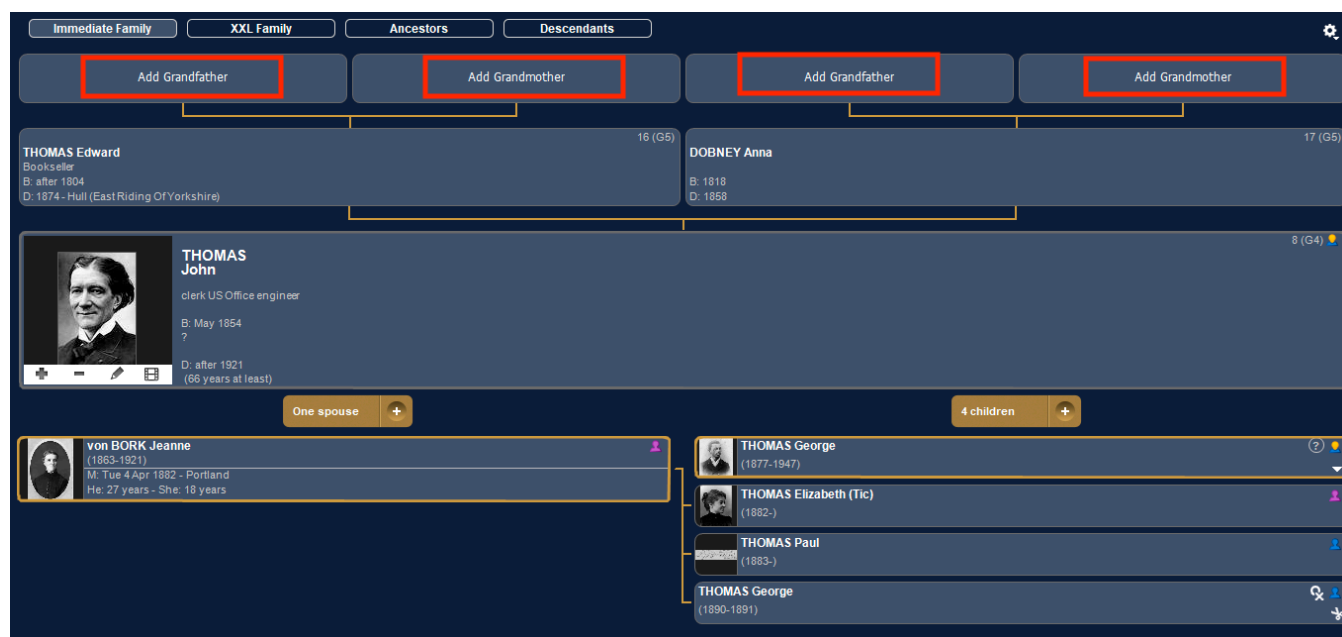 Immediate Family XXL Family Ancestors Descendants
Add Grandfather Add Grandmother Add Grandfather Add Grandmother
16 (G5)
THOMAS Edward
Bookseller
B: after 1804
D: 1874 - Hull (East Riding Of Yorkshire)
17 (G5)
DOBNEY Anna
B: 1818
D: 1858
8 (G4)
THOMAS
John
clerk US Office engineer
B: May 1854
?
D: after 1921
(66 years at least)
One spouse +
4 children +
von BORK Jeanne
(1863-1921)
M: Tue 4 Apr 1882 - Portland
He: 27 years - She: 18 years
THOMAS George ?
(1877-1947)
THOMAS Elizabeth (Tic)
(1882-)
THOMAS Paul
(1883-)
THOMAS George
(1890-1891)